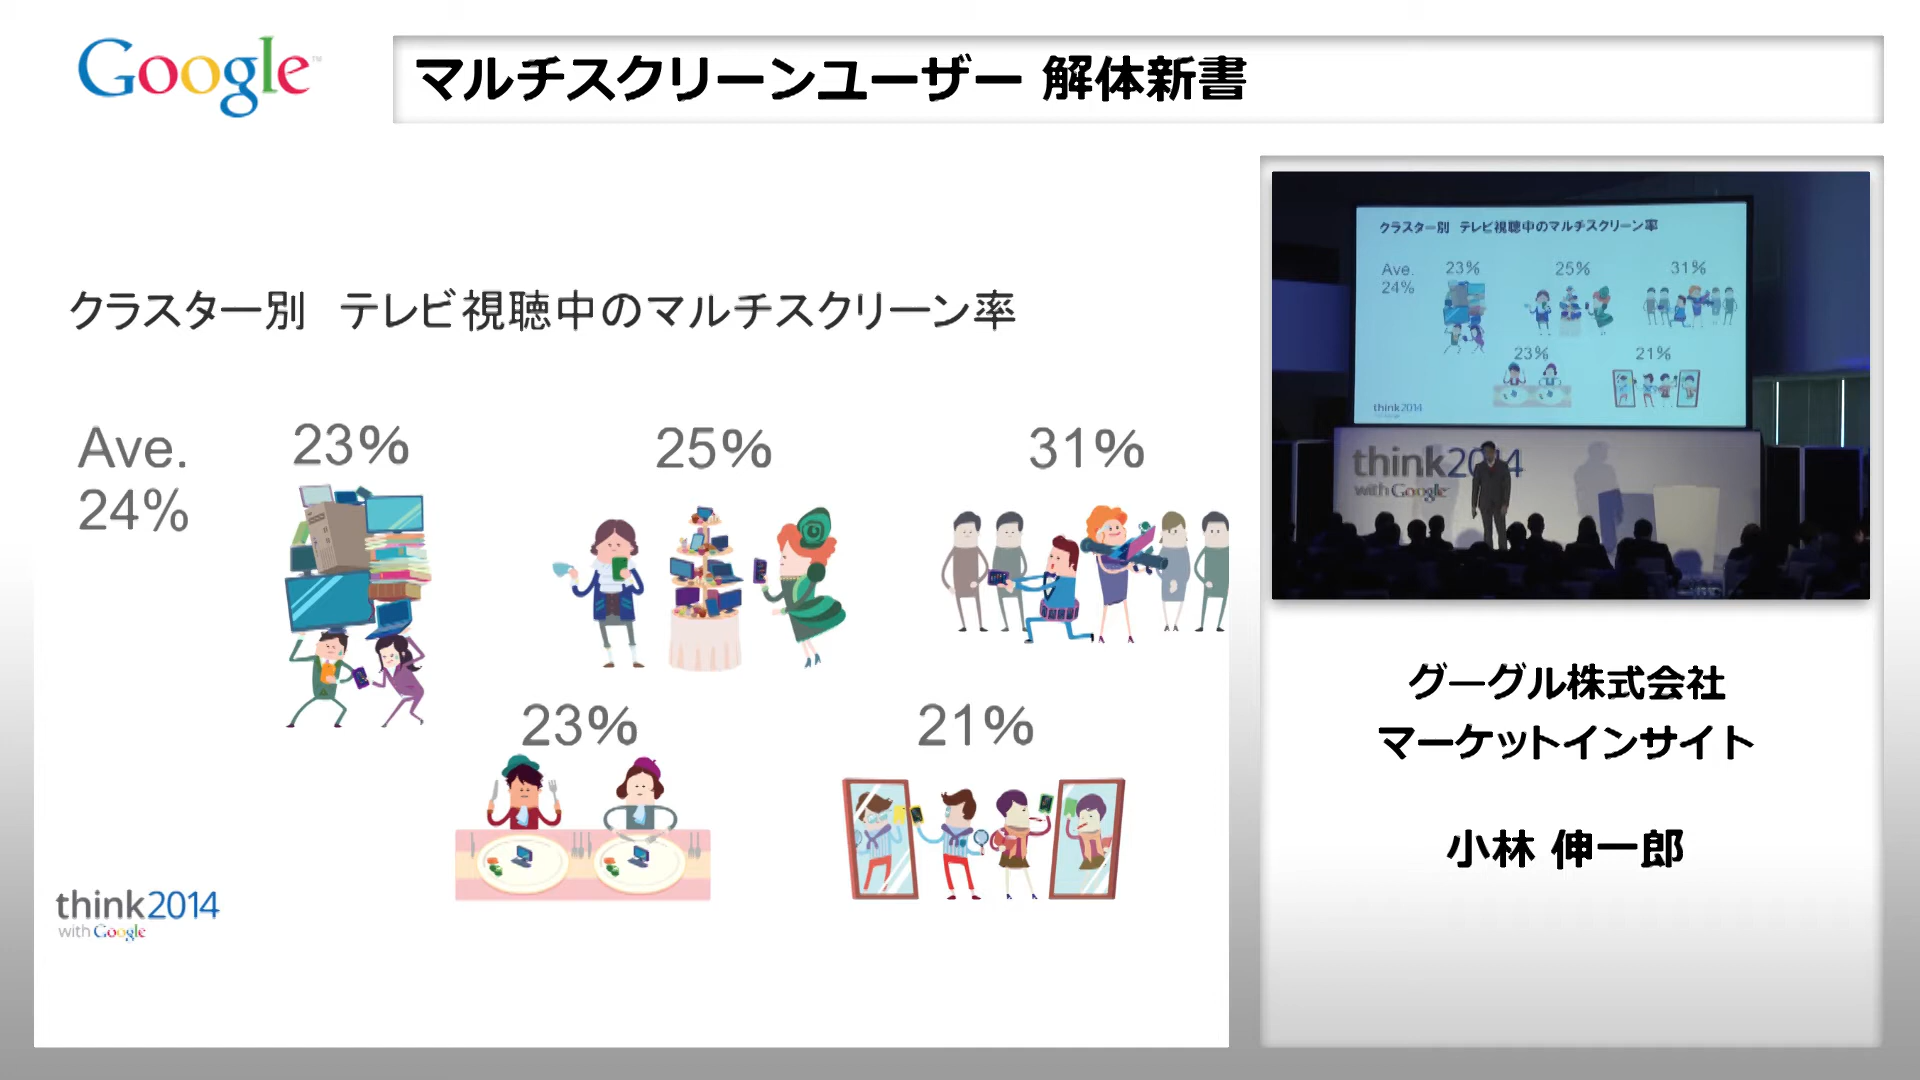 Google™
マルチスクリーンユーザー 解体新書
クラスター別 テレビ視聴中のマルチスクリーン率
Ave.
24%
23%
25%
31%
23%
21%
think2014
with Google
クラスター別 テレビ視聴中のマルチスクリーン率
Ave.
24%
23%
25%
31%
23%
21%
think2014
think2014
with Google
グーグル株式会社
マーケットインサイト
小林 伸一郎